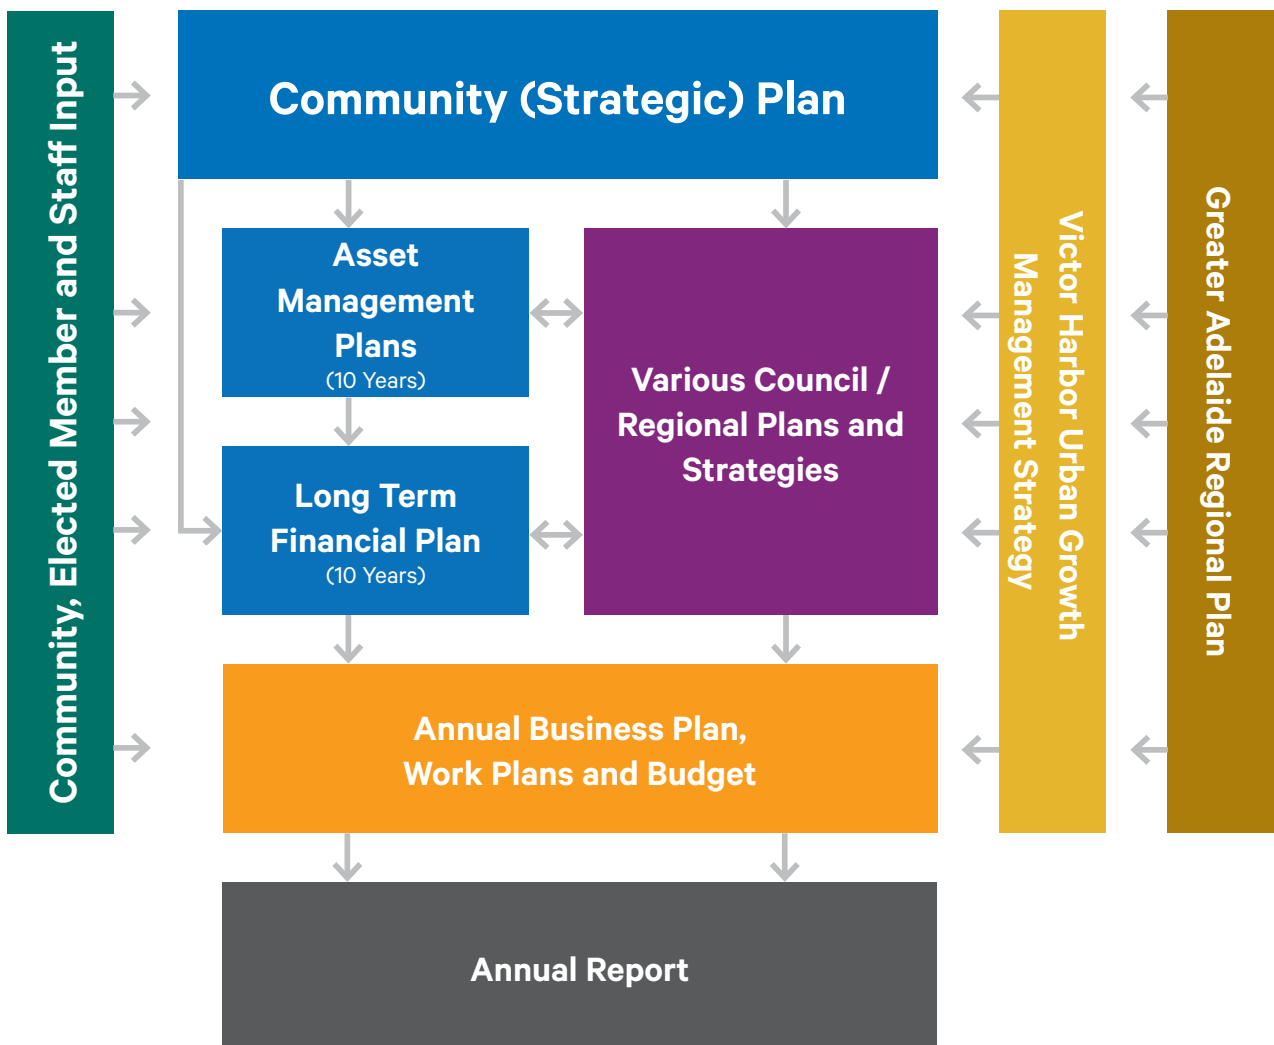 Community, Elected Member and Staff Input
Community (Strategic) Plan
Asset
Management
Plans
(10 Years)
Long Term
Financial Plan
(10 Years)
Various Council /
Regional Plans and
Strategies
Annual Business Plan,
Work Plans and Budget
Annual Report
Victor Harbor Urban Growth
Management Strategy
Greater Adelaide Regional Plan